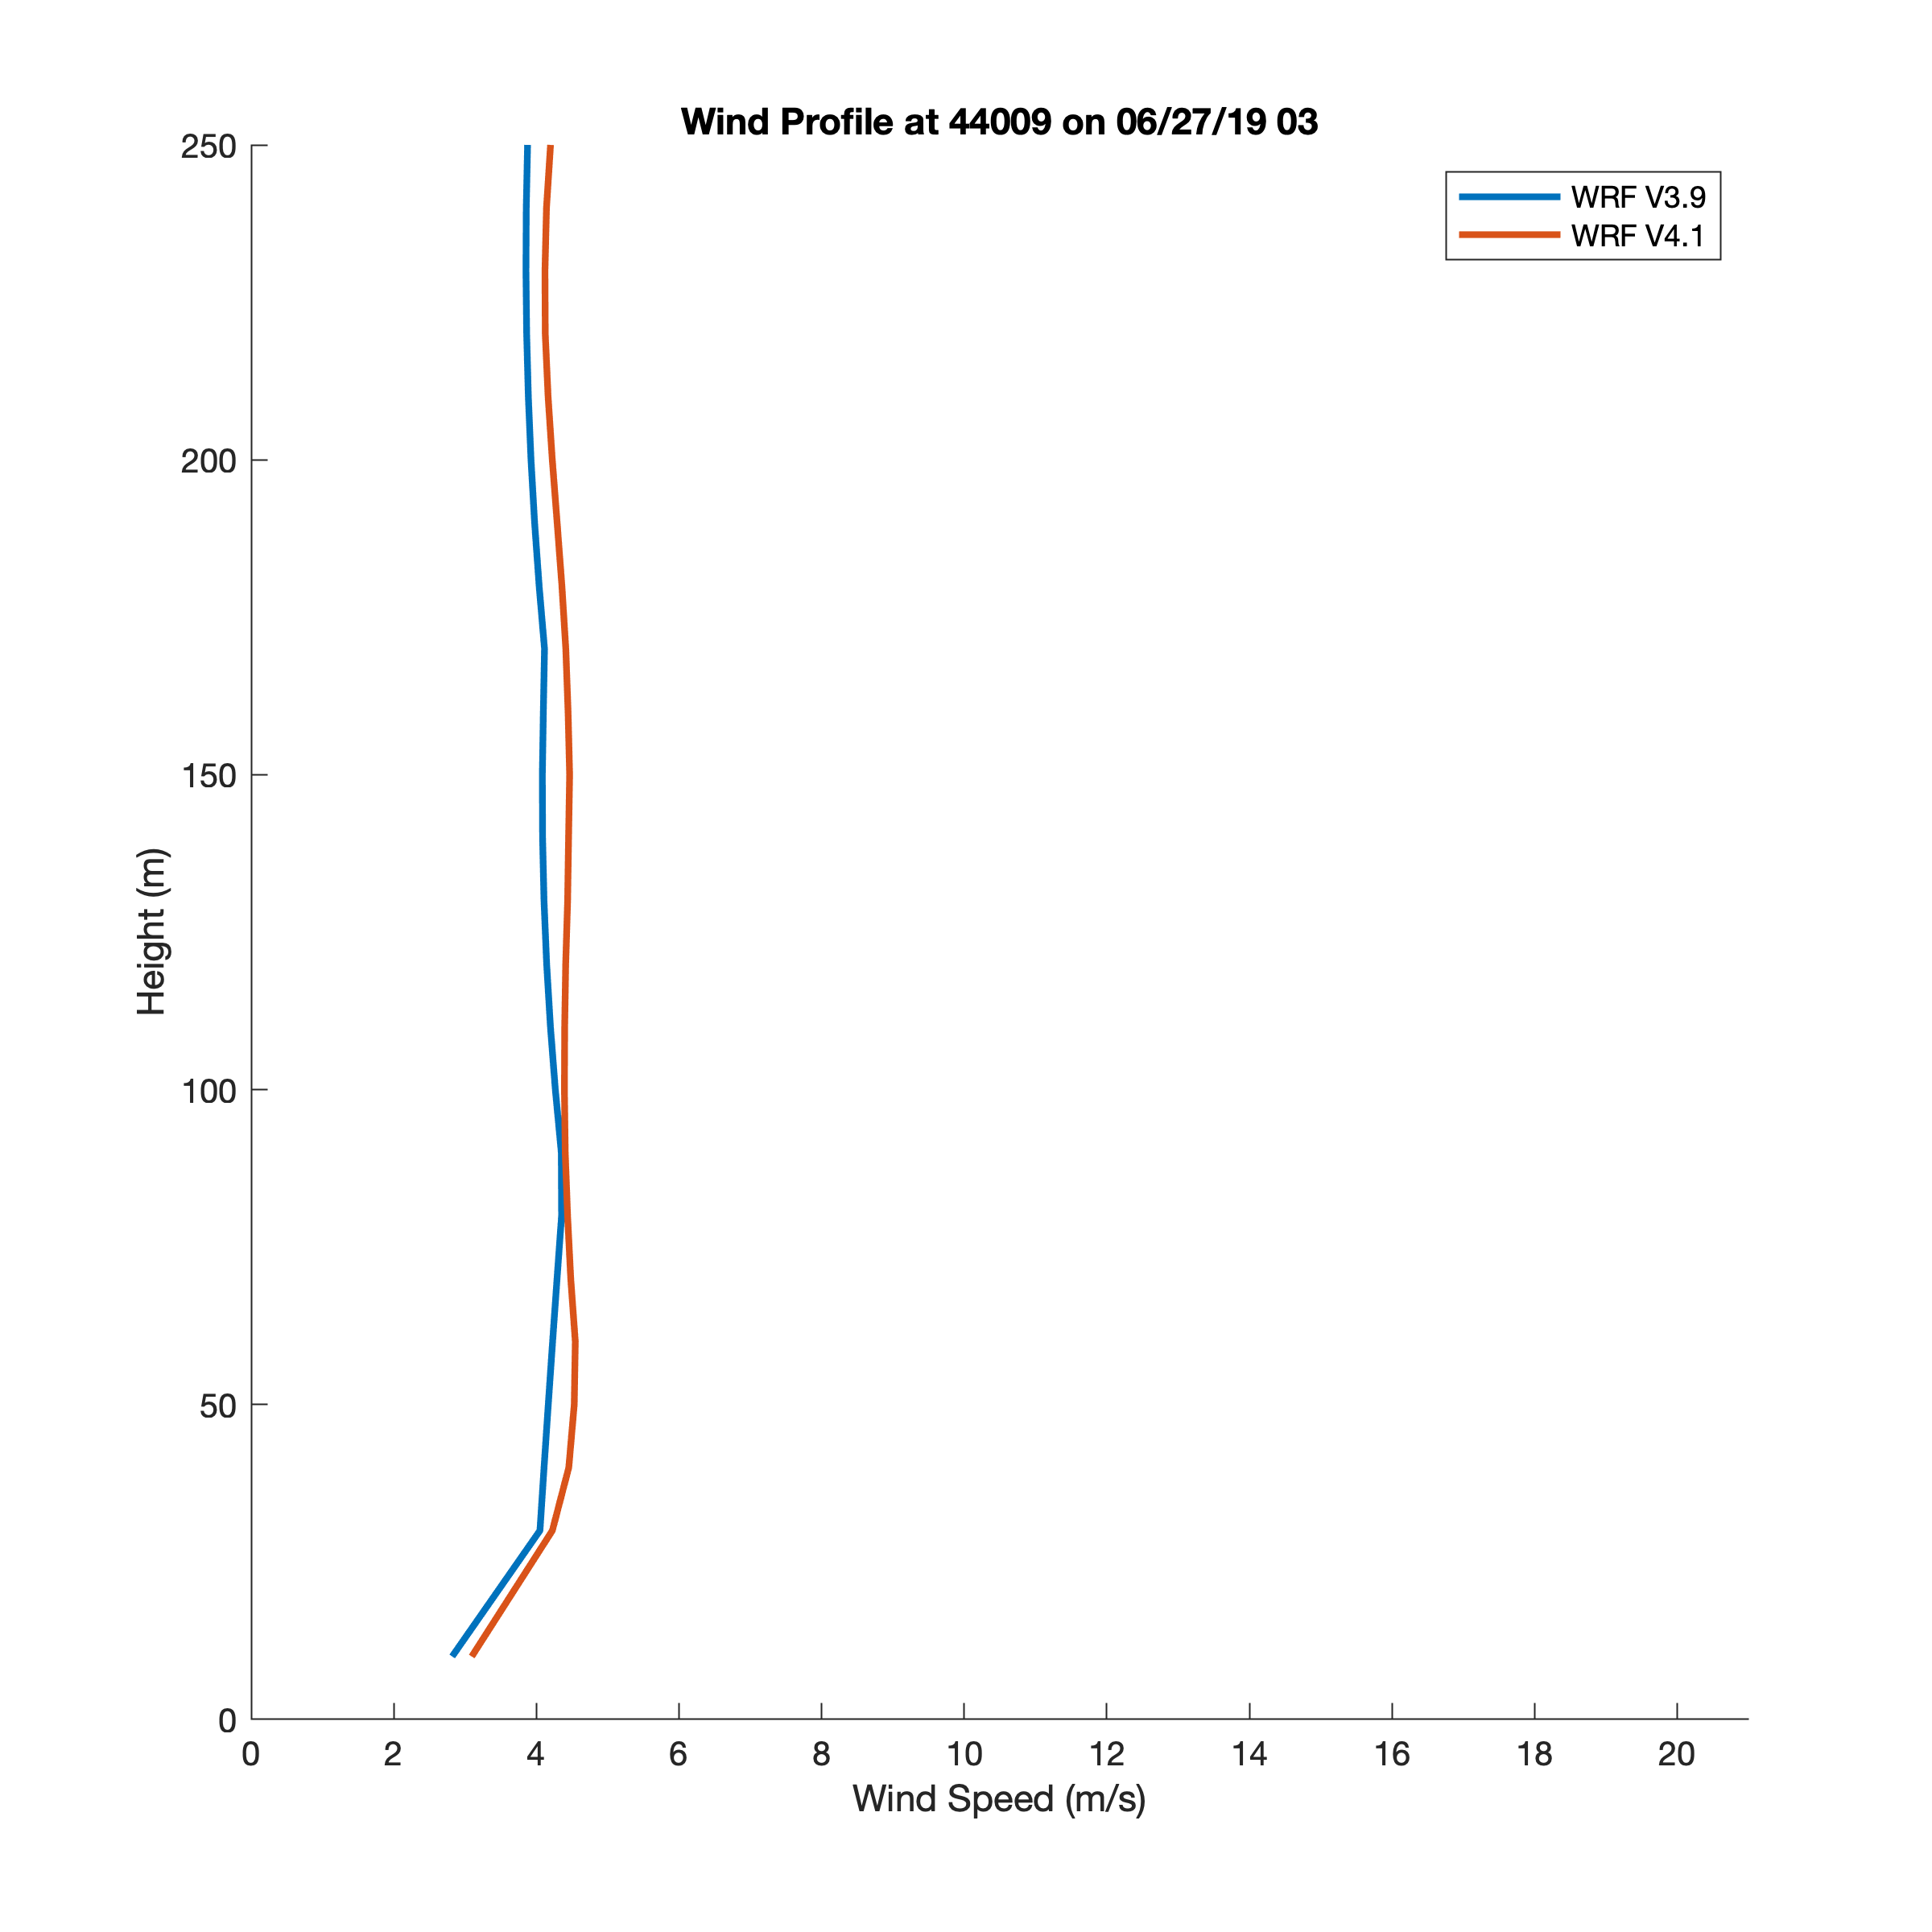 Wind Profile at 44009 on 06/27/19 03
WRF V3.9
WRF V4.1
250
200
150
100
50
0
Height (m)
0 2 4 6 8 10 12 14 16 18 20
Wind Speed (m/s)